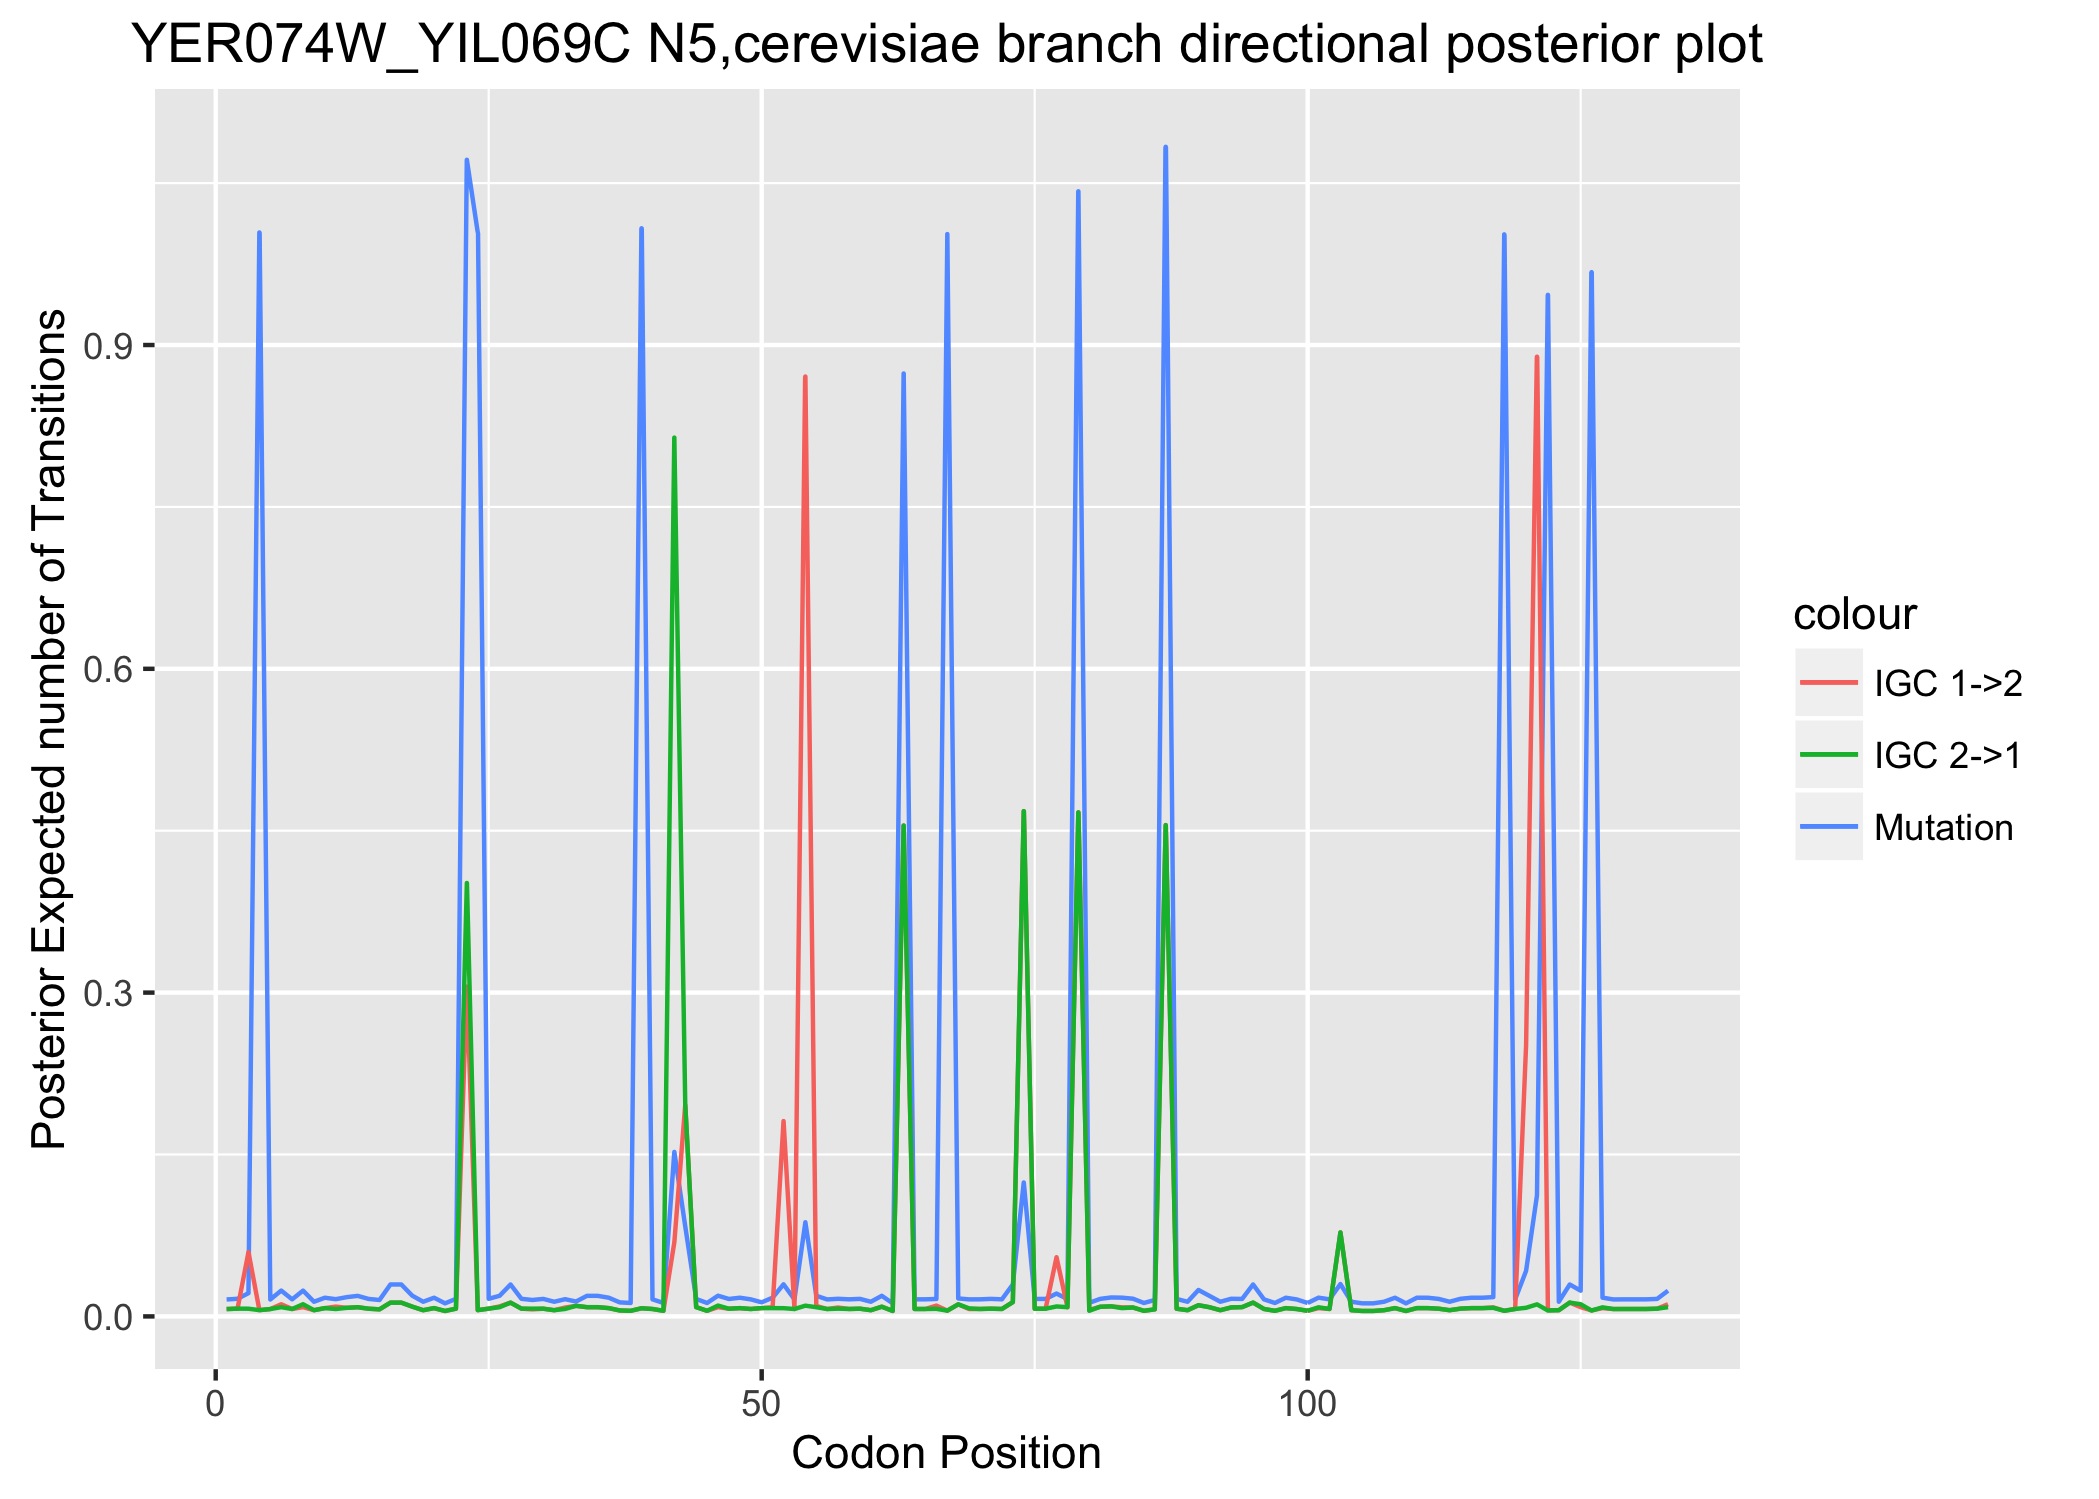 YER074W_YIL069C N5,cerevisiae branch directional posterior plot
Posterior Expected number of Transitions
0.9
0.6
0.3
0.0
0
50
100
Codon Position
colour
IGC 1->2
IGC 2->1
Mutation